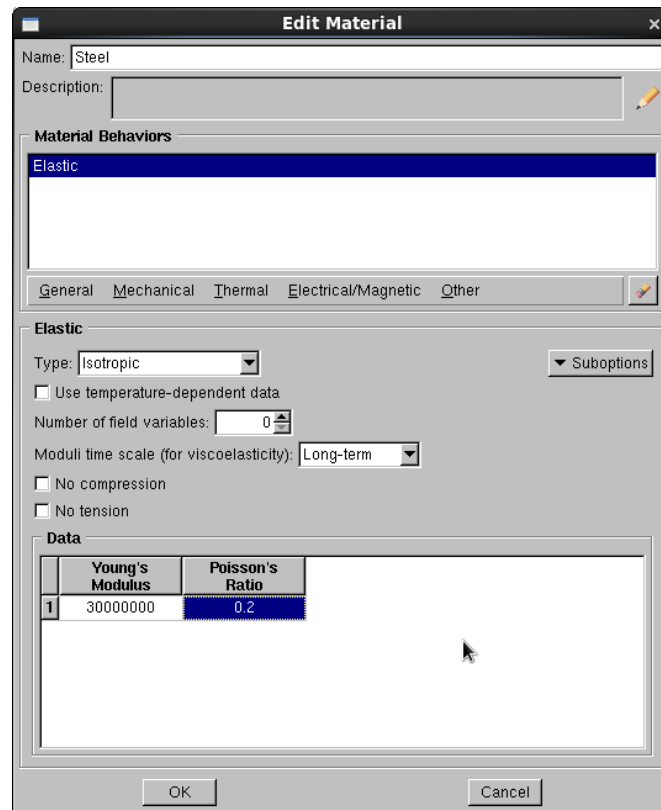 Edit Material
Name: Steel
Description:
Material Behaviors
Elastic
General Mechanical Thermal Electrical/Magnetic Other
Elastic
Type: Isotropic Suboptions
Use temperature-dependent data
Number of field variables: 0
Moduli time scale (for viscoelasticity): Long-term
No compression
No tension
Data
Young's Poisson's
Modulus Ratio
1 30000000 0.2
OK Cancel